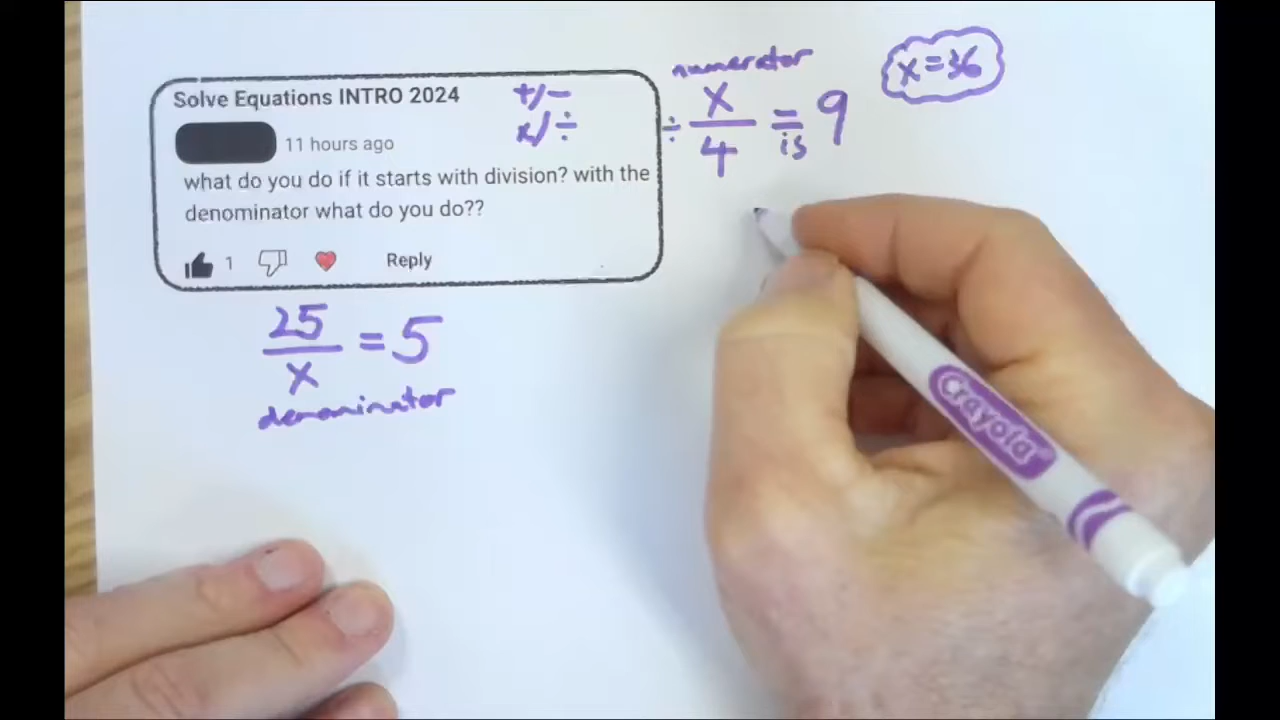 Solve Equations INTRO 2024
+/-
x/÷
11 hours ago
what do you do if it starts with division? with the
denominator what do you do??
1
Reply
numerator
÷ x/4 = 9
is
x=36
25/x = 5
denominator
Crayola